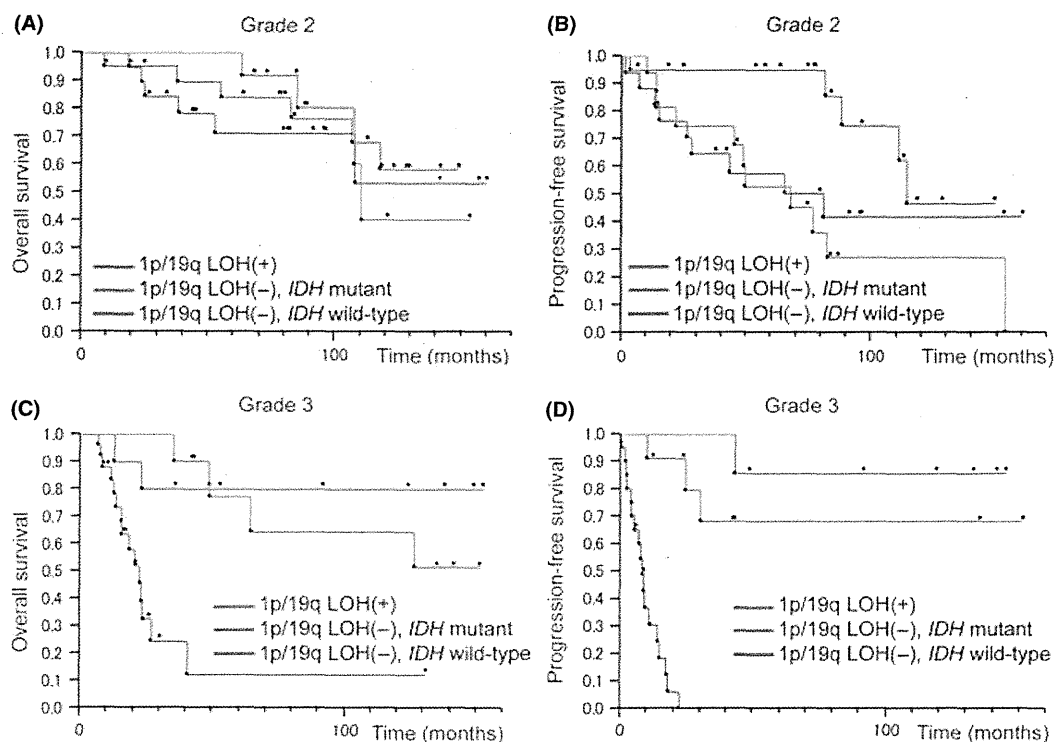 (A)
Grade 2
Overall survival
1.0
0.9
0.8
0.7
0.6
0.5
0.4
0.3
0.2
0.1
0.0
1p/19q LOH(+)
1p/19q LOH(−), IDH mutant
1p/19q LOH(−), IDH wild-type
0
100
Time (months)
(B)
Grade 2
Progression-free survival
1.0
0.9
0.8
0.7
0.6
0.5
0.4
0.3
0.2
0.1
0.0
1p/19q LOH(+)
1p/19q LOH(−), IDH mutant
1p/19q LOH(−), IDH wild-type
0
100
Time (months)
(C)
Grade 3
Overall survival
1.0
0.9
0.8
0.7
0.6
0.5
0.4
0.3
0.2
0.1
0.0
1p/19q LOH(+)
1p/19q LOH(−), IDH mutant
1p/19q LOH(−), IDH wild-type
0
100
Time (months)
(D)
Grade 3
Progression-free survival
1.0
0.9
0.8
0.7
0.6
0.5
0.4
0.3
0.2
0.1
0.0
1p/19q LOH(+)
1p/19q LOH(−), IDH mutant
1p/19q LOH(−), IDH wild-type
0
100
Time (months)